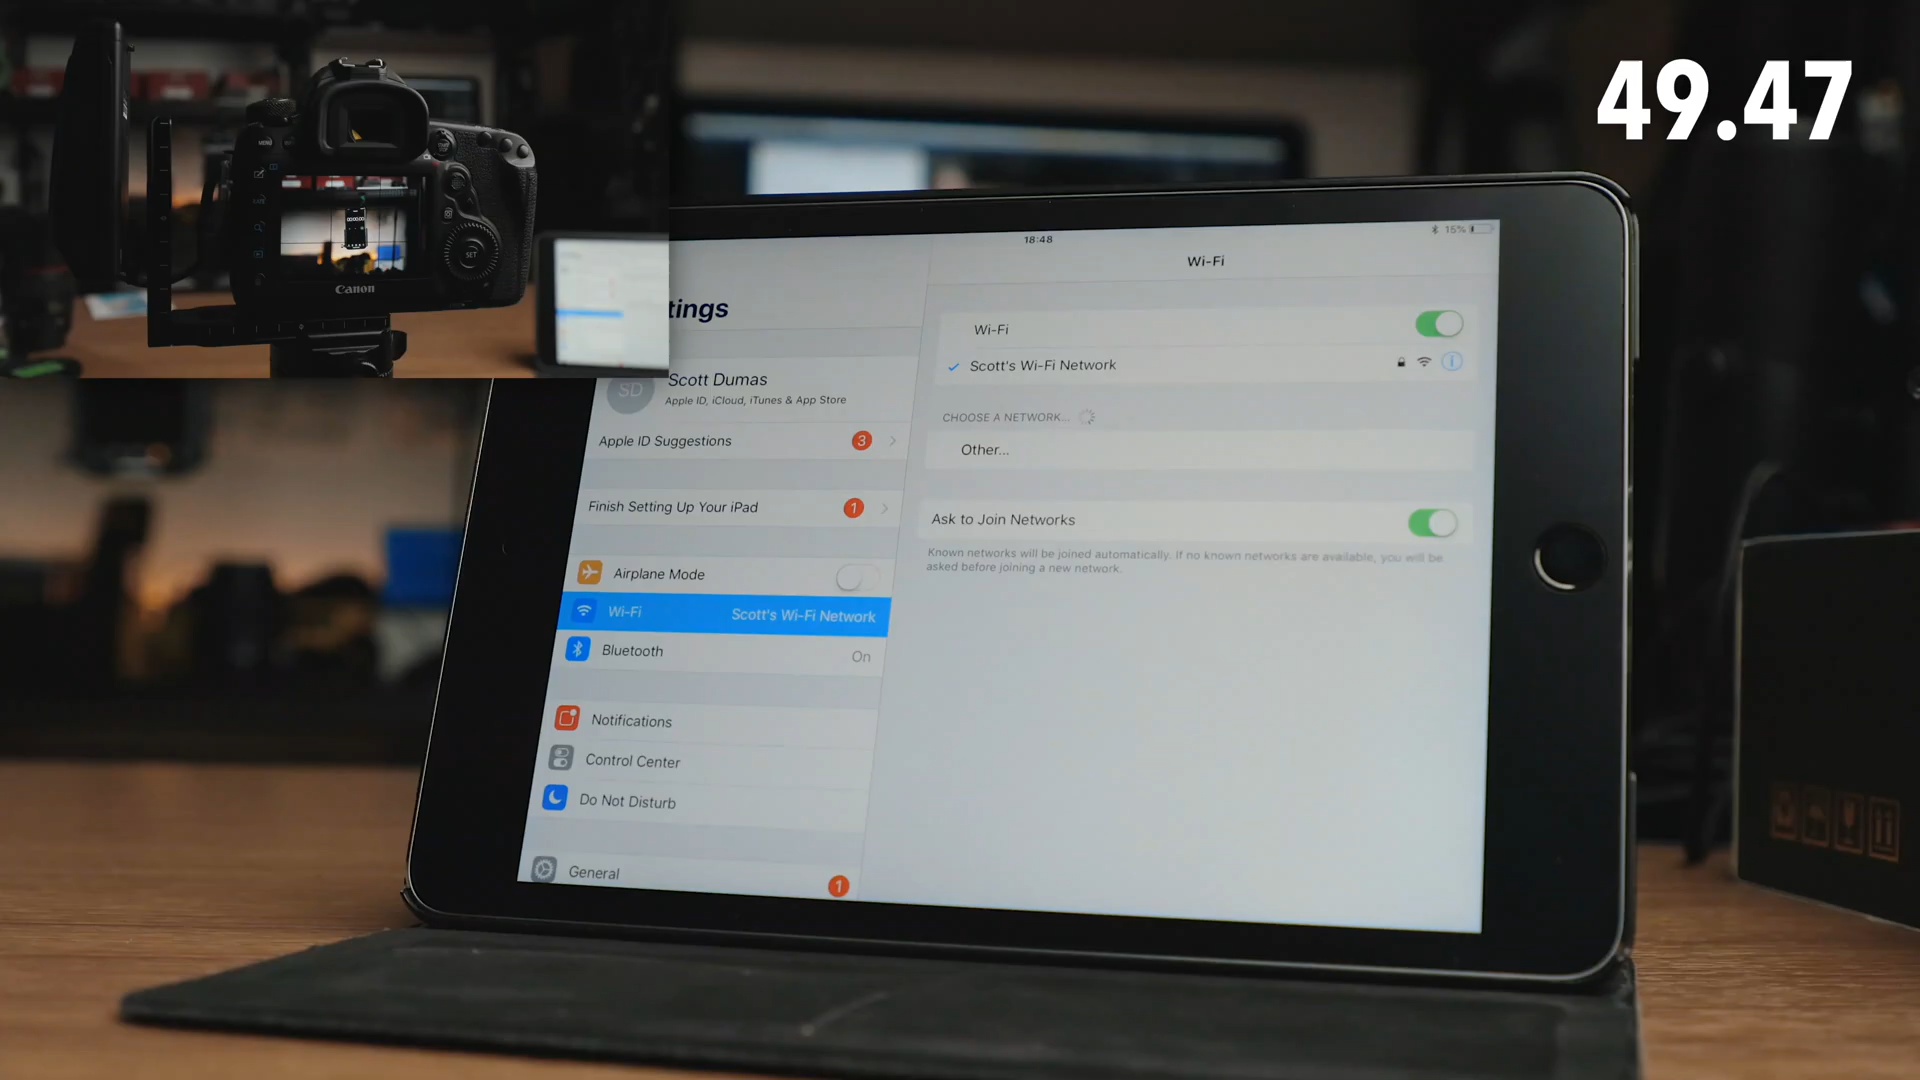 49.47
MENU
SET
Canon
18:48
15%
tings
Wi-Fi
SD
Scott Dumas
Apple ID, iCloud, iTunes & App Store
Apple ID Suggestions
3
Finish Setting Up Your iPad
1
Airplane Mode
Wi-Fi
Scott's Wi-Fi Network
Bluetooth
On
Notifications
Control Center
Do Not Disturb
General
1
Wi-Fi
Scott's Wi-Fi Network
CHOOSE A NETWORK...
Other...
Ask to Join Networks
Known networks will be joined automatically. If no known networks are available, you will be
asked before joining a new network.